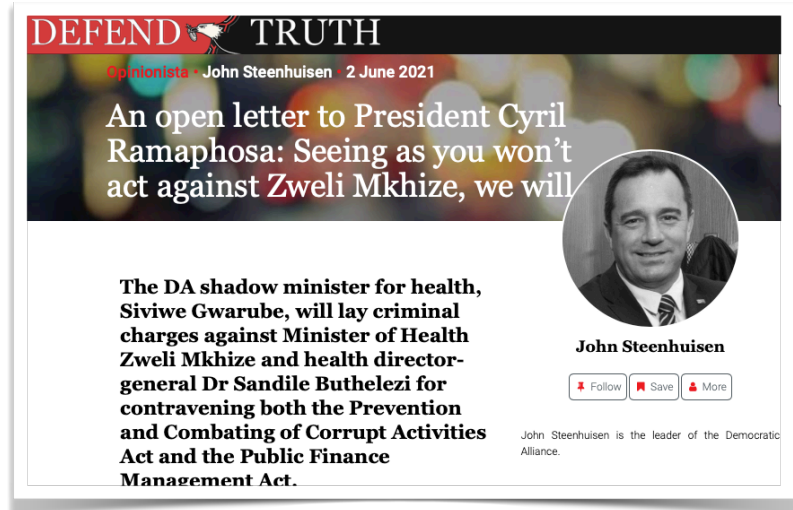 DEFEND TRUTH
Opinionista • John Steenhuisen • 2 June 2021
An open letter to President Cyril
Ramaphosa: Seeing as you won't
act against Zweli Mkhize, we will
The DA shadow minister for health,
Siviwe Gwarube, will lay criminal
charges against Minister of Health
Zweli Mkhize and health director-
general Dr Sandile Buthelezi for
contravening both the Prevention
and Combating of Corrupt Activities
Act and the Public Finance
Management Act.
John Steenhuisen
Follow Save More
John Steenhuisen is the leader of the Democratic
Alliance.